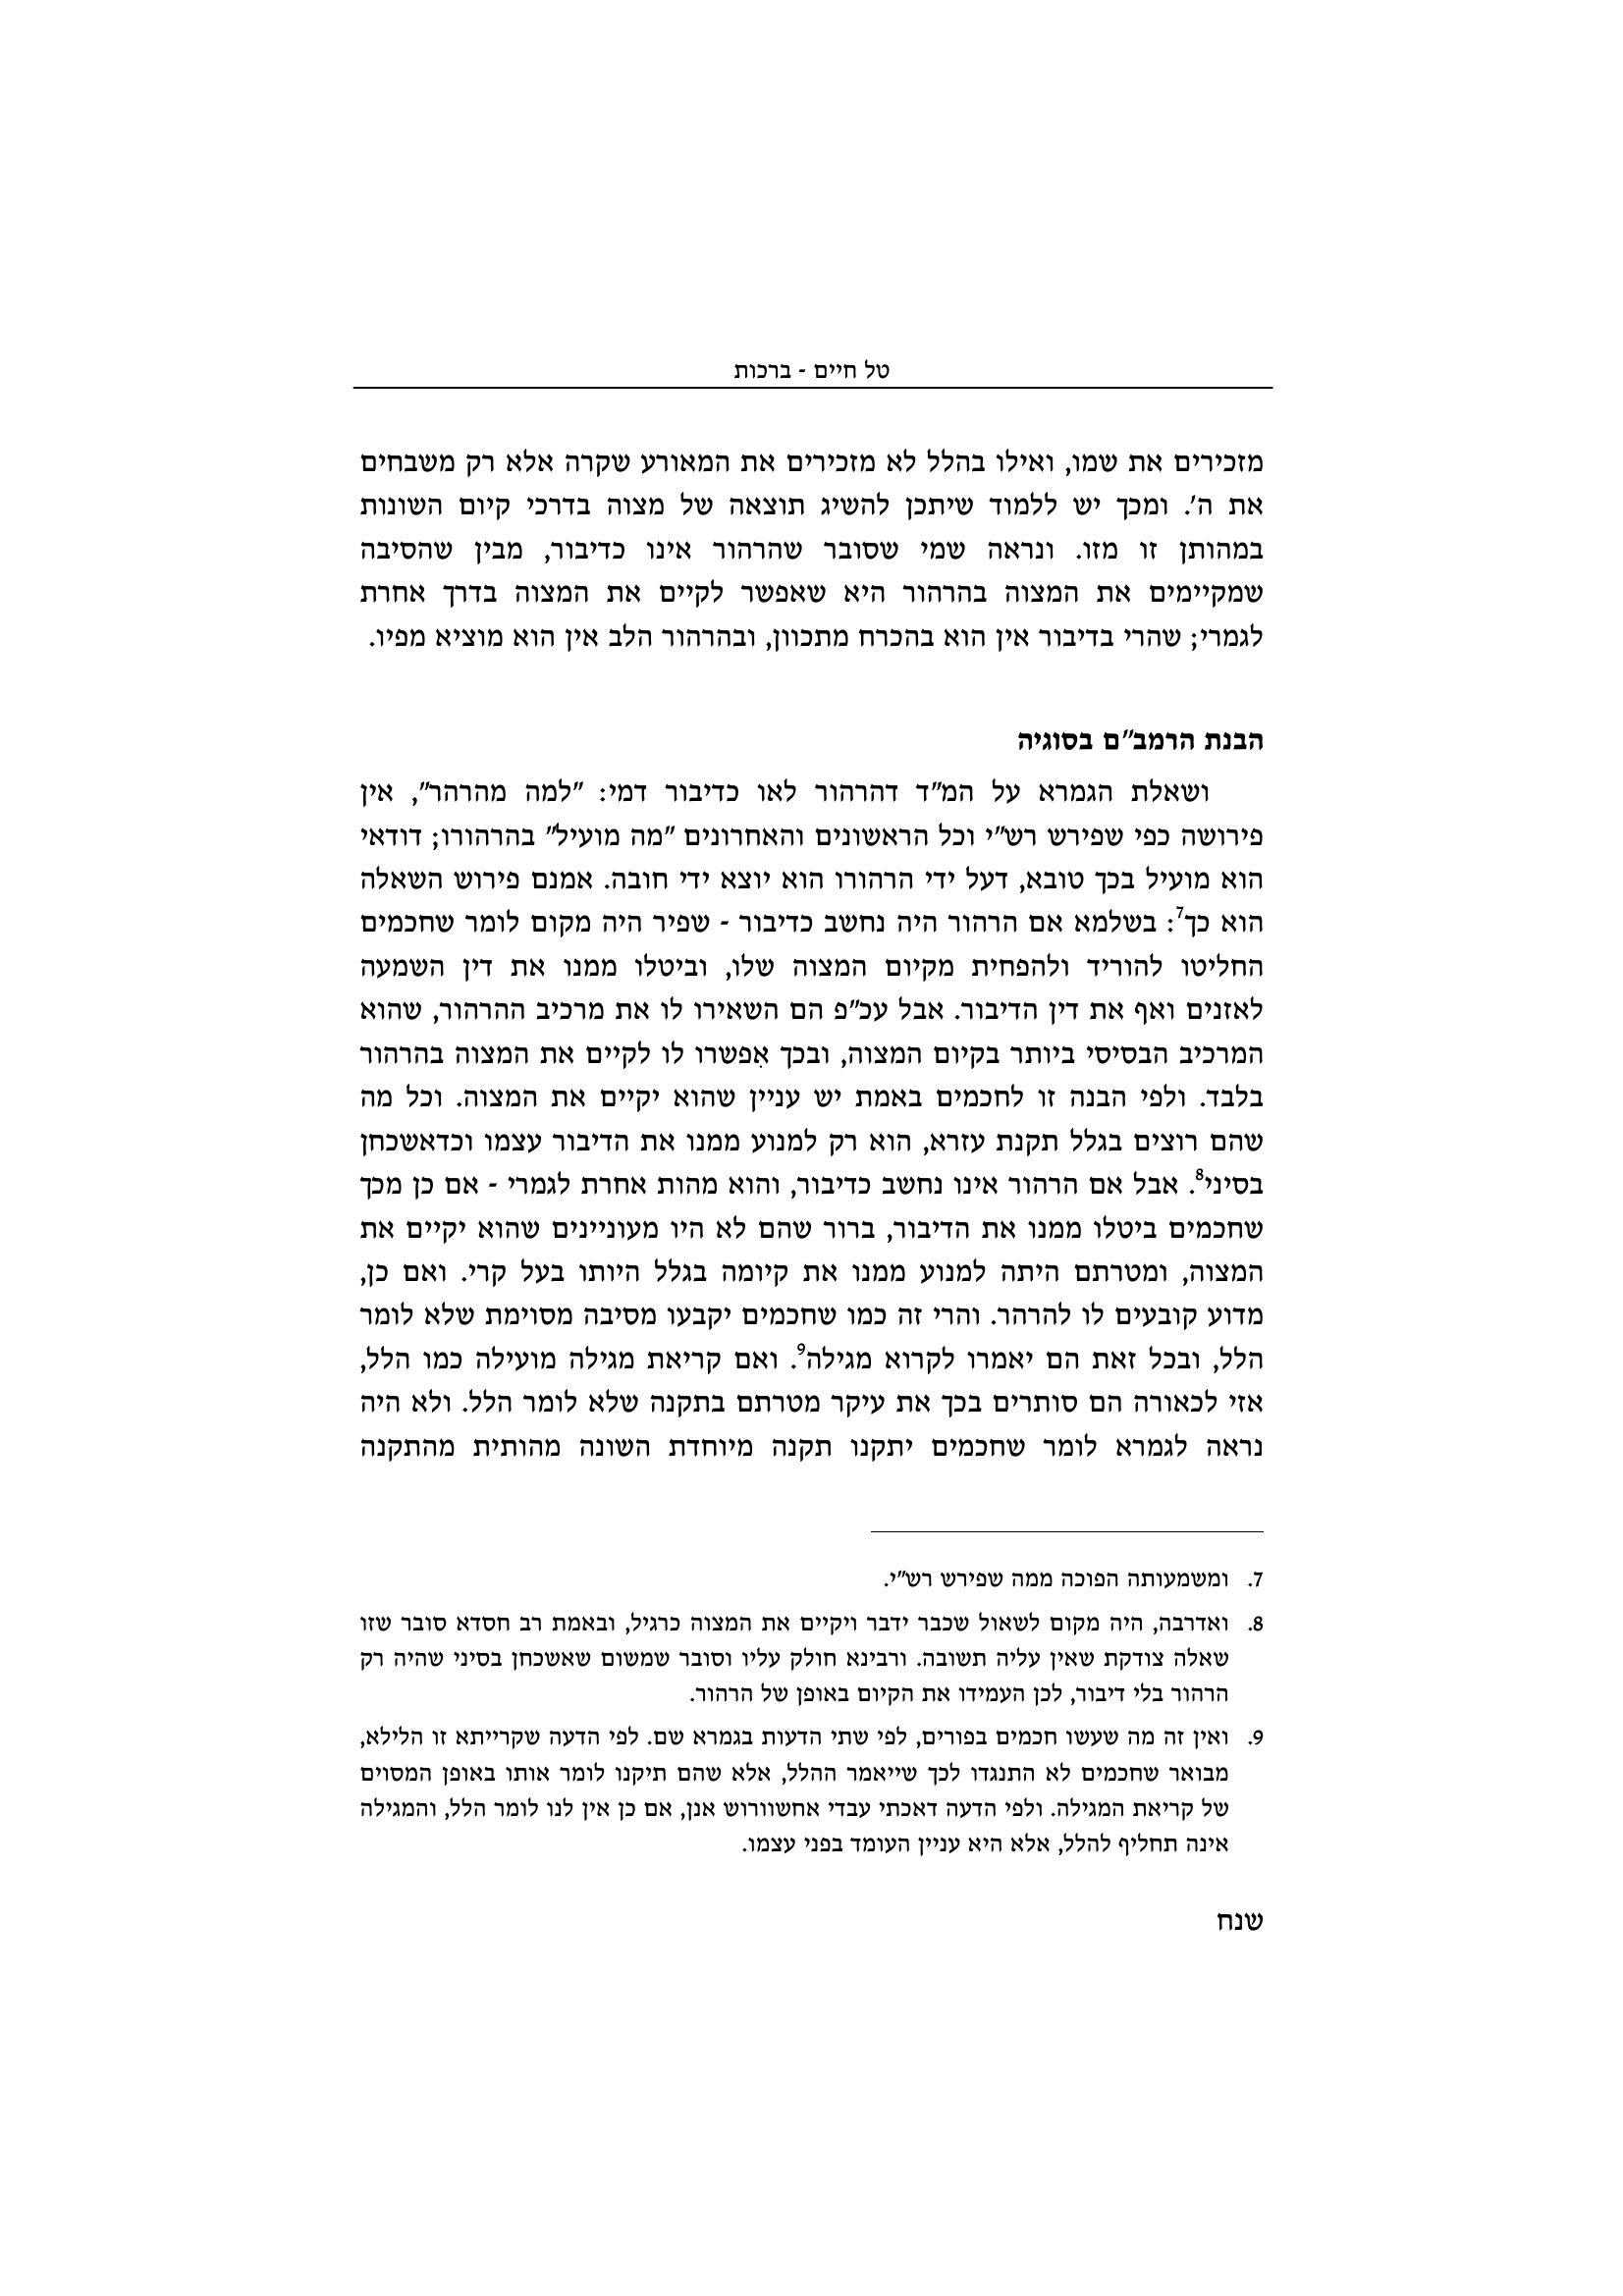 טל חיים - ברכות
מזכירים את שמו, ואילו בהלל לא מזכירים את המאורע שקרה אלא רק משבחים
את ה'. ומכך יש ללמוד שיתכן להשיג תוצאה של מצוה בדרכי קיום השונות
במהותן זו מזו. ונראה שמי שסובר שהרהור אינו כדיבור, מבין שהסיבה
שמקיימים את המצוה בהרהור היא שאפשר לקיים את המצוה בדרך אחרת
לגמרי; שהרי בדיבור אין הוא בהכרח מתכוון, ובהרהור הלב אין הוא מוציא מפיו.
הבנת הרמב"ם בסוגיה
ושאלת הגמרא על המ"ד דהרהור לאו כדיבור דמי: "למה מהרהר", אין
פירושה כפי שפירש רש"י וכל הראשונים והאחרונים "מה מועיל" בהרהורו; דודאי
הוא מועיל בכך טובא, דעל ידי הרהורו הוא יוצא ידי חובה. אמנם פירוש השאלה
הוא כך7: בשלמא אם הרהור היה נחשב כדיבור - שפיר היה מקום לומר שחכמים
החליטו להוריד ולהפחית מקיום המצוה שלו, וביטלו ממנו את דין השמעה
לאזנים ואף את דין הדיבור. אבל עכ"פ הם השאירו לו את מרכיב ההרהור, שהוא
המרכיב הבסיסי ביותר בקיום המצוה, ובכך אִפשרו לו לקיים את המצוה בהרהור
בלבד. ולפי הבנה זו לחכמים באמת יש עניין שהוא יקיים את המצוה. וכל מה
שהם רוצים בגלל תקנת עזרא, הוא רק למנוע ממנו את הדיבור עצמו וכדאשכחן
בסיני8. אבל אם הרהור אינו נחשב כדיבור, והוא מהות אחרת לגמרי - אם כן מכך
שחכמים ביטלו ממנו את הדיבור, ברור שהם לא היו מעוניינים שהוא יקיים את
המצוה, ומטרתם היתה למנוע ממנו את קיומה בגלל היותו בעל קרי. ואם כן,
מדוע קובעים לו להרהר. והרי זה כמו שחכמים יקבעו מסיבה מסוימת שלא לומר
הלל, ובכל זאת הם יאמרו לקרוא מגילה9. ואם קריאת מגילה מועילה כמו הלל,
אזי לכאורה הם סותרים בכך את עיקר מטרתם בתקנה שלא לומר הלל. ולא היה
נראה לגמרא לומר שחכמים יתקנו תקנה מיוחדת השונה מהותית מהתקנה
7. ומשמעותה הפוכה ממה שפירש רש"י.
8. ואדרבה, היה מקום לשאול שכבר ידבר ויקיים את המצוה כרגיל, ובאמת רב חסדא סובר שזו
שאלה צודקת שאין עליה תשובה. ורבינא חולק עליו וסובר שמשום שאשכחן בסיני שהיה רק
הרהור בלי דיבור, לכן העמידו את הקיום באופן של הרהור.
9. ואין זה מה שעשו חכמים בפורים, לפי שתי הדעות בגמרא שם. לפי הדעה שקרייתא זו הלילא,
מבואר שחכמים לא התנגדו לכך שייאמר ההלל, אלא שהם תיקנו לומר אותו באופן המסוים
של קריאת המגילה. ולפי הדעה דאכתי עבדי אחשוורוש אנן, אם כן אין לנו לומר הלל, והמגילה
אינה תחליף להלל, אלא היא עניין העומד בפני עצמו.
שנח